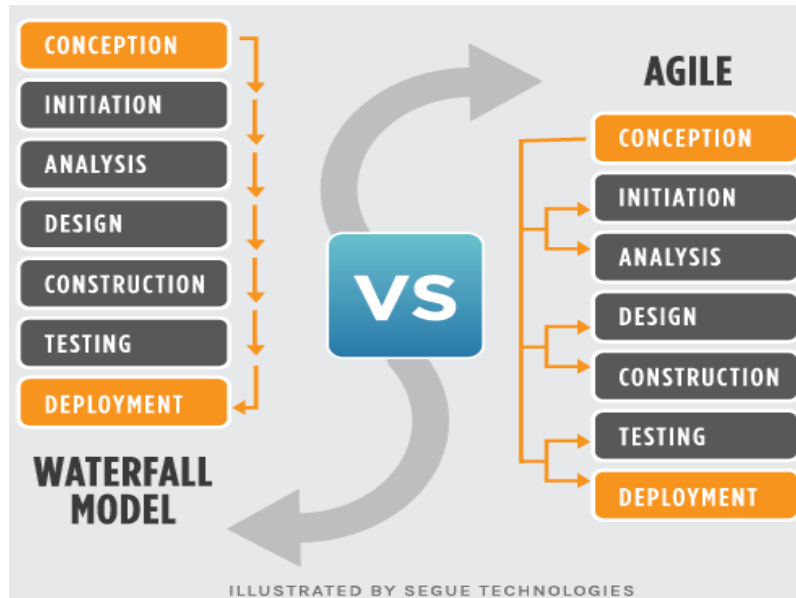 CONCEPTION
INITIATION
ANALYSIS
DESIGN
CONSTRUCTION
TESTING
DEPLOYMENT
WATERFALL
MODEL
VS
AGILE
CONCEPTION
INITIATION
ANALYSIS
DESIGN
CONSTRUCTION
TESTING
DEPLOYMENT
ILLUSTRATED BY SEGUE TECHNOLOGIES